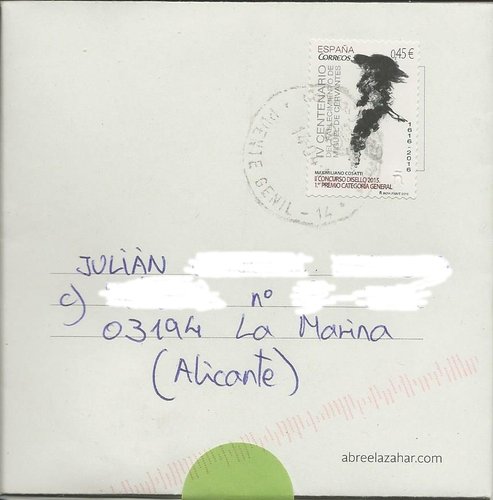 ESPAÑA
CORREOS
0,45 €
IV CENTENARIO
DEL FALLECIMIENTO DE
MIGUEL DE CERVANTES
1616-2016
MAXIMILIANO COSATTI
II CONCURSO DISELLO 2015
1.er PREMIO CATEGORÍA GENERAL
PUENTE GENIL - 14
JULIÀN
c) nº
03194 La Marina
(Alicante)
abreelazahar.com